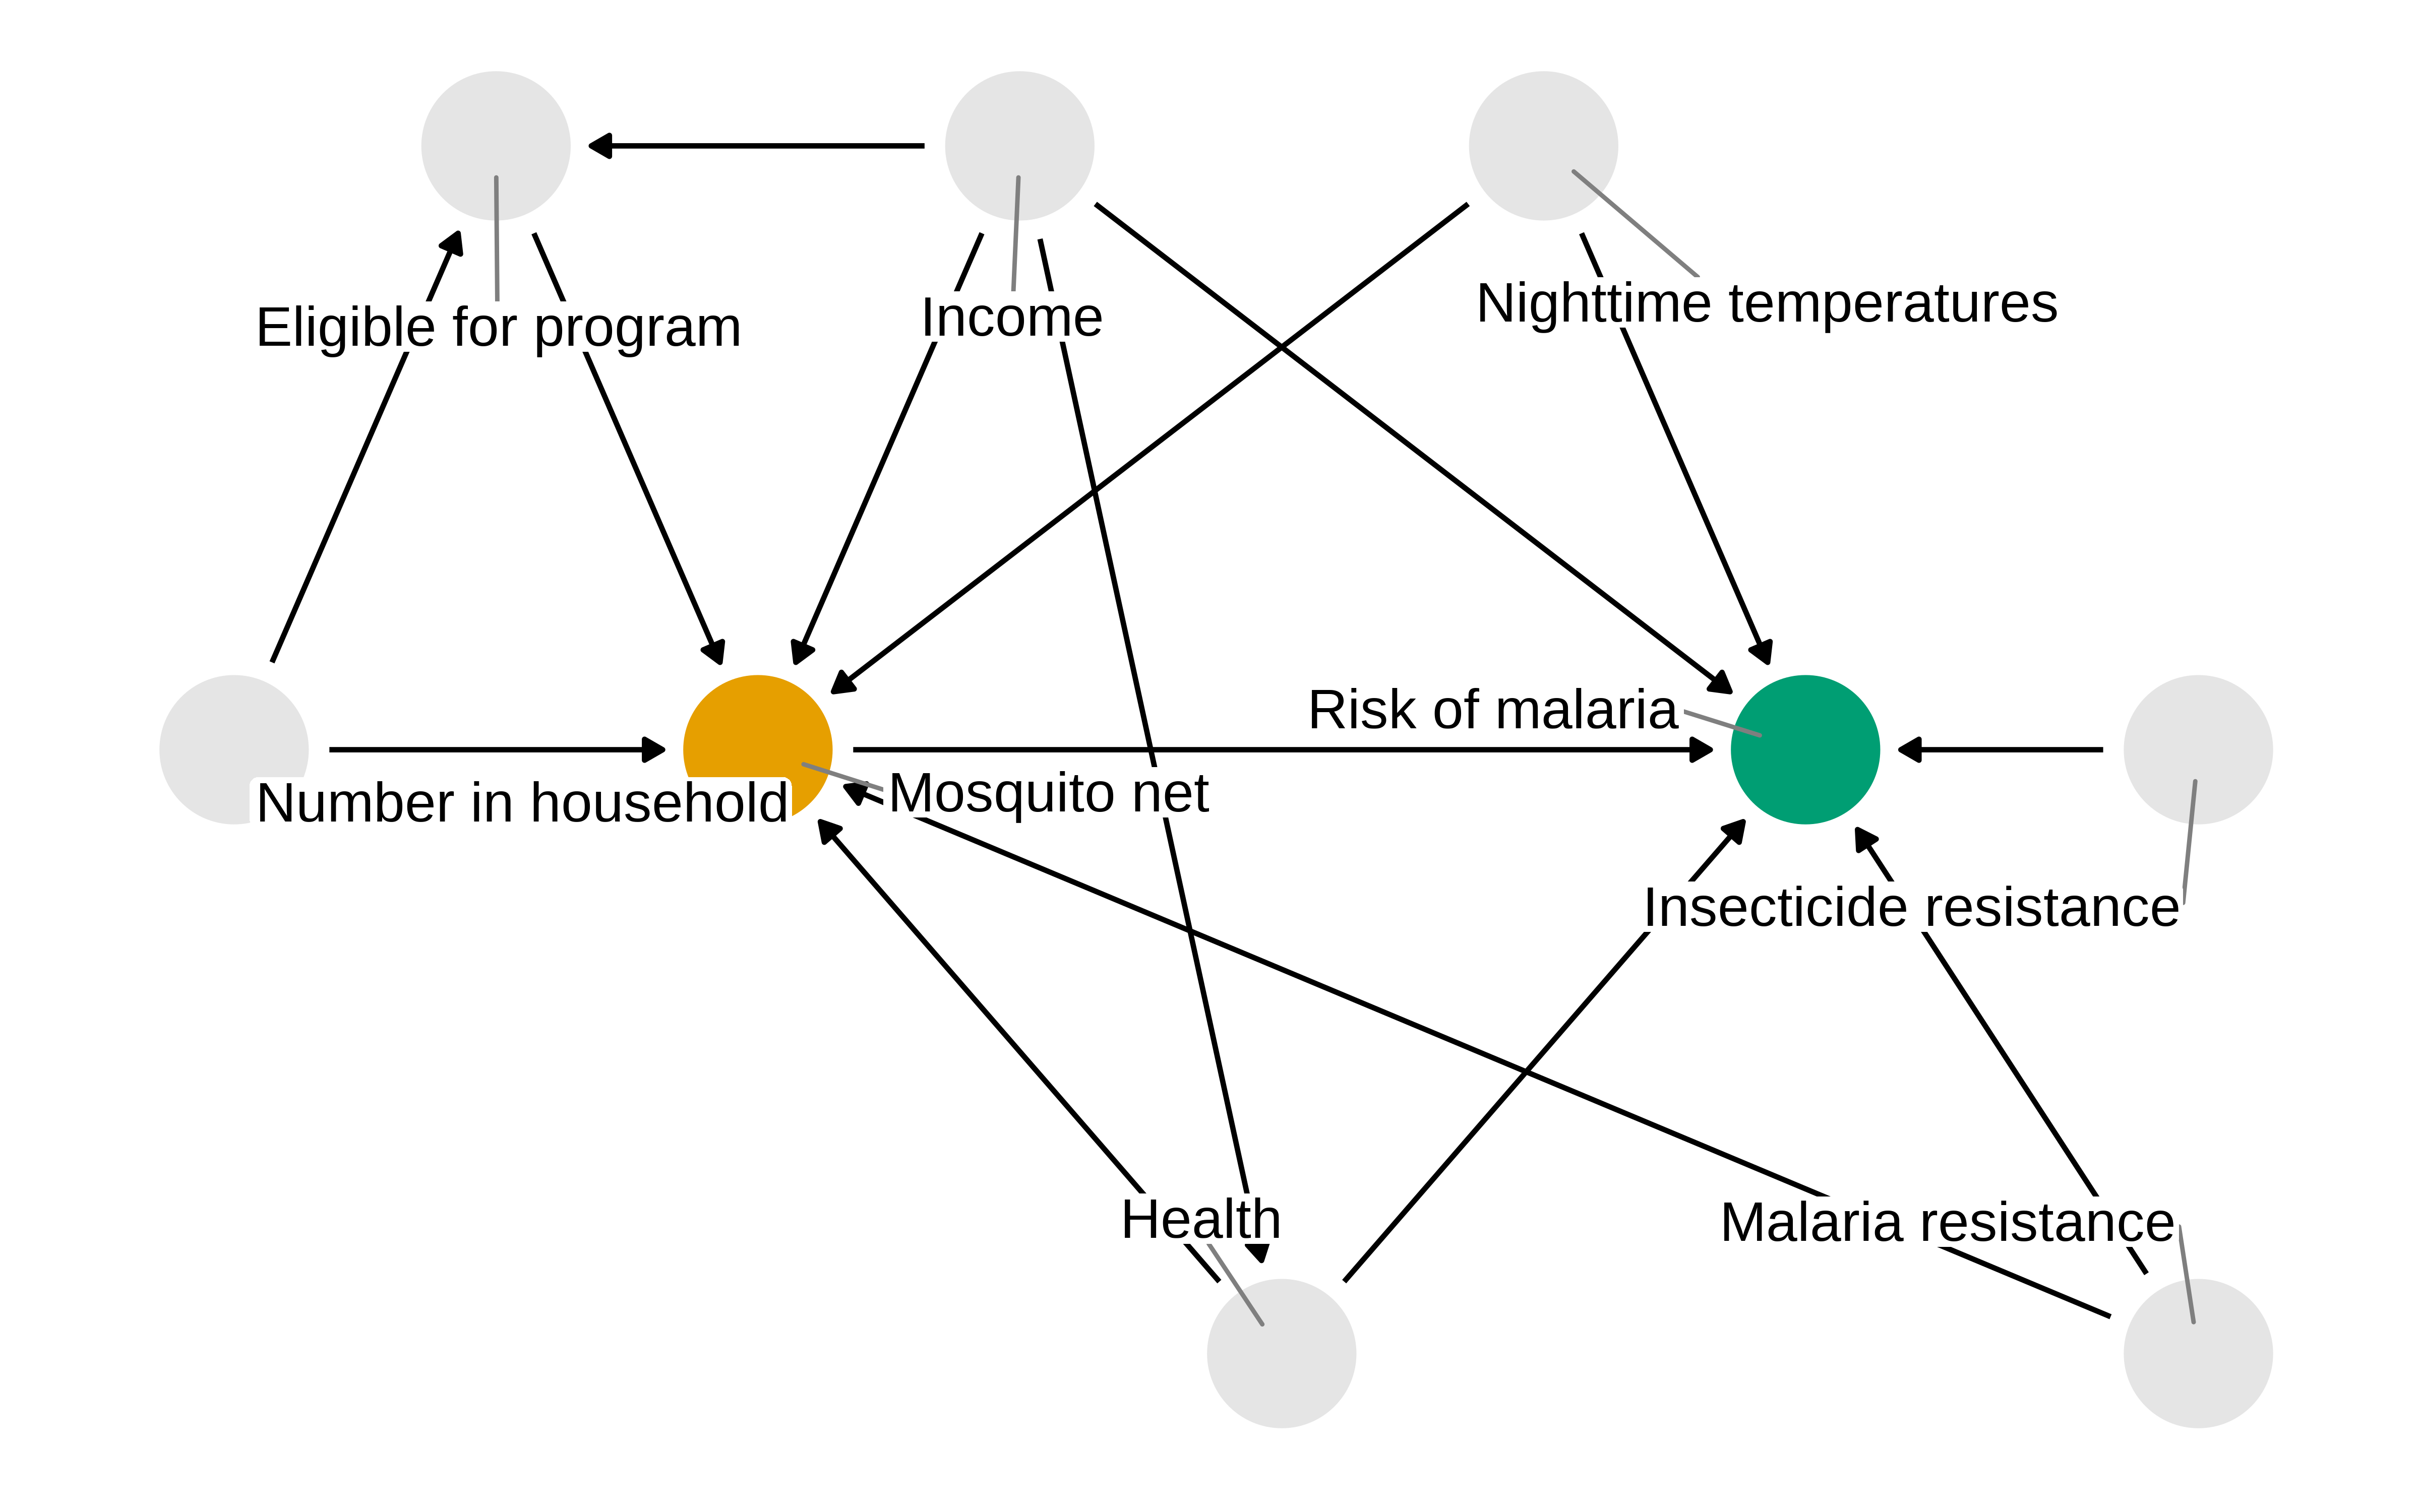 Eligible for program
Income
Nighttime temperatures
Risk of malaria
Mosquito net
Number in household
Insecticide resistance
Health
Malaria resistance